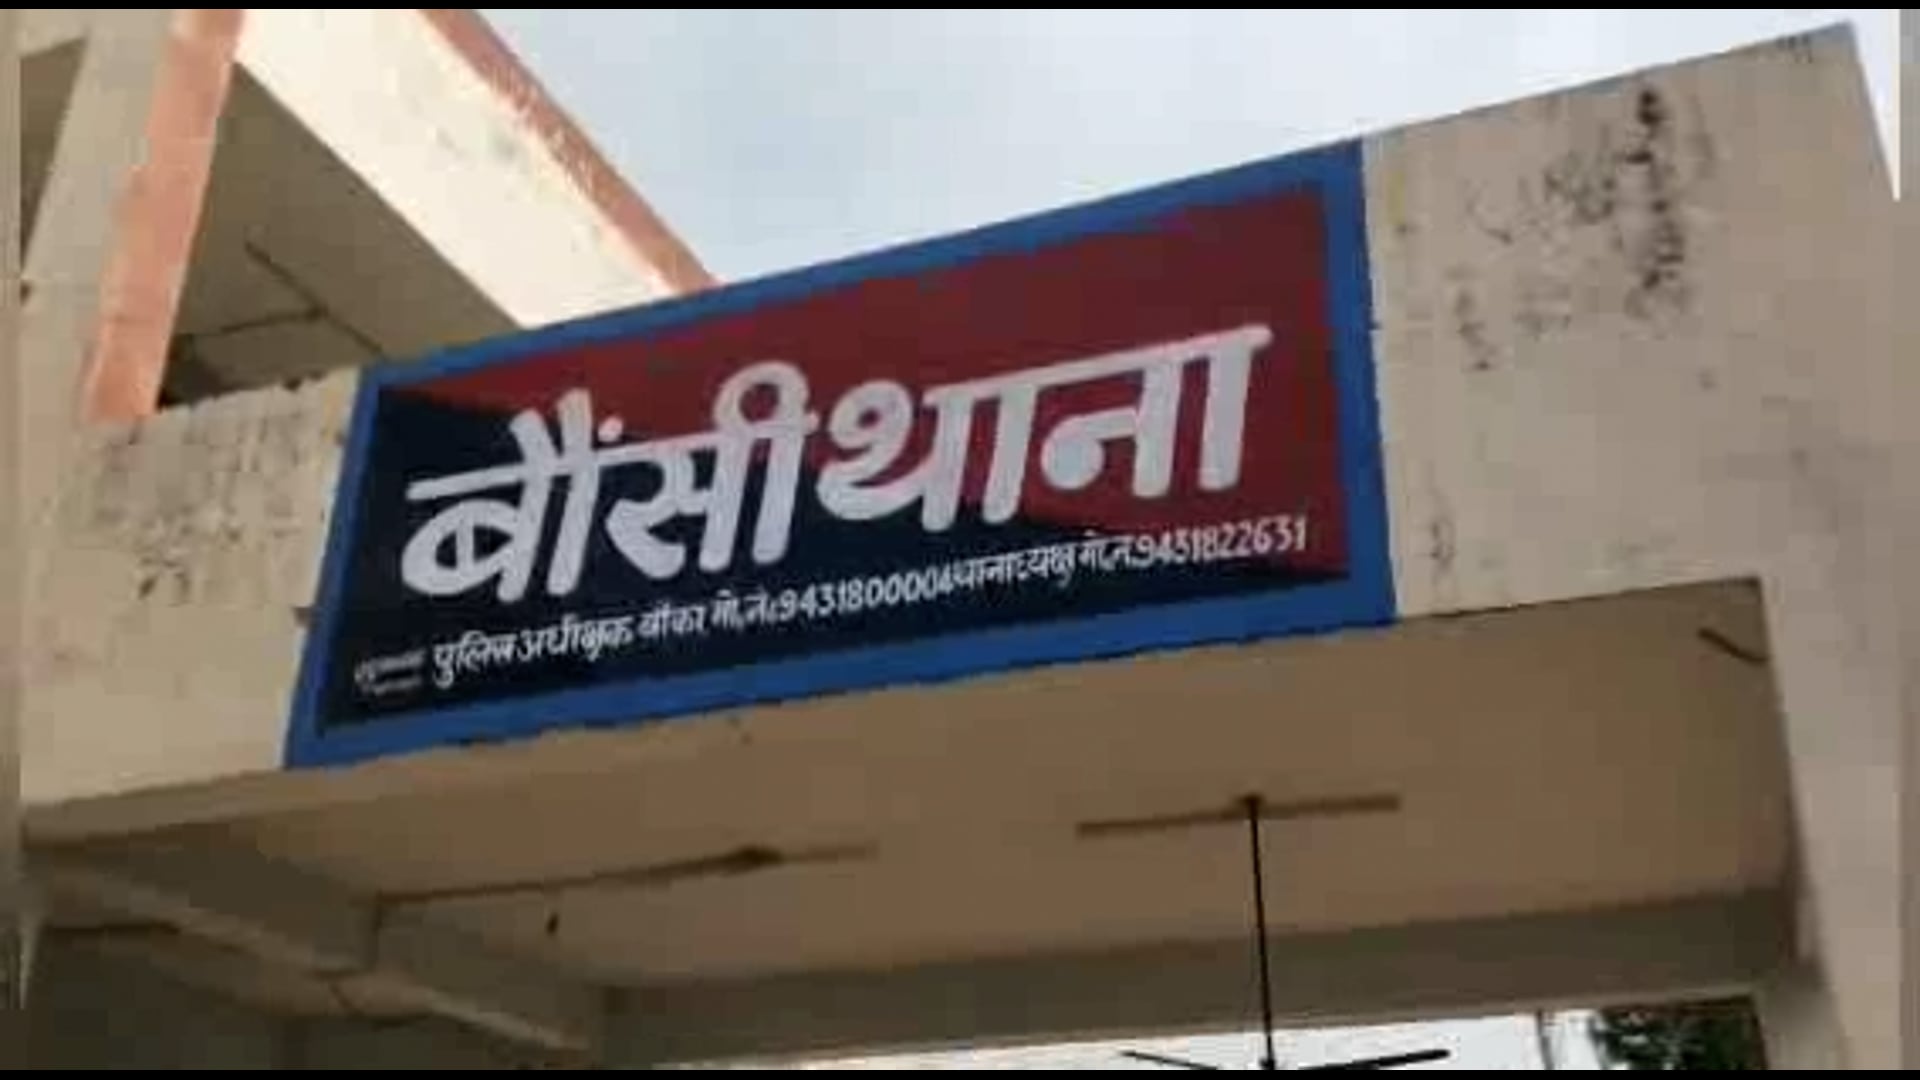 बौंसी थाना
पुलिस अधीक्षक बाँका मो.नं.:9431800004 थानाध्यक्ष मो.नं.9431822631